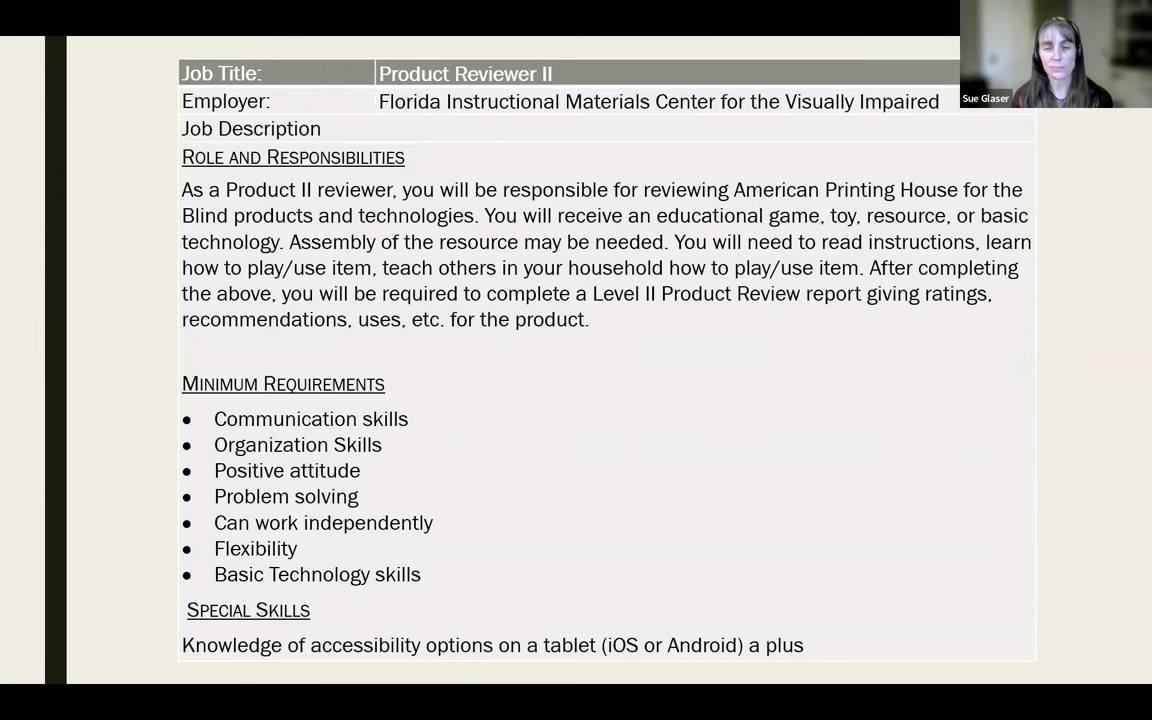 Job Title: Product Reviewer II
Employer: Florida Instructional Materials Center for the Visually Impaired
Sue Glaser
Job Description
ROLE AND RESPONSIBILITIES
As a Product II reviewer, you will be responsible for reviewing American Printing House for the
Blind products and technologies. You will receive an educational game, toy, resource, or basic
technology. Assembly of the resource may be needed. You will need to read instructions, learn
how to play/use item, teach others in your household how to play/use item. After completing
the above, you will be required to complete a Level II Product Review report giving ratings,
recommendations, uses, etc. for the product.
MINIMUM REQUIREMENTS
• Communication skills
• Organization Skills
• Positive attitude
• Problem solving
• Can work independently
• Flexibility
• Basic Technology skills
SPECIAL SKILLS
Knowledge of accessibility options on a tablet (iOS or Android) a plus